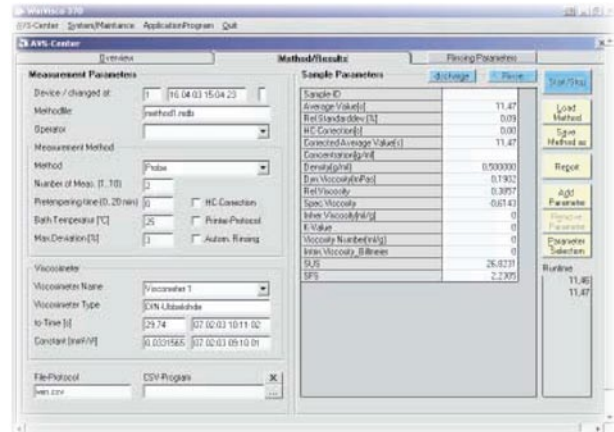 WinVisco 370
AVS-Center System/Maintance ApplicationProgram Quit
AVS-Center
Overview
Method/Results
Rinsing Parameters
Measurement Parameters
Device / changed at:
1
16.04.03 15:04:23
Methodfile:
method1.mdb
Operator
Measurement Method
Method
Probe
Number of Meas. (1..10)
2
Pretempering time (0..20 min)
0
HC-Correction
Bath Temperatur [°C]
25
Printer-Protocol
Max.Deviation [%]
3
Autom. Rinsing
Viscosimeter
Viscosimeter Name
Viscosimeter 1
Viscosimeter Type
DIN-Ubbelohde
to-Time [s]
29,74
07.02.03 10:11:02
Constant [mm²/s²]
0,0331565
07.02.03 09:10:01
File-Protocol
CSV-Program
X
win.csv
...
Sample Parameters
discharge
Rinse
Sample-ID
Average Value[s] 11,47
Rel.Standarddev.[%] 0,09
HC-Correction[s] 0,00
Corrected Average Value[s] 11,47
Concentration[g/ml]
Density[g/ml] 0,500000
Dyn.Viscosity[mPas] 0,1902
Rel.Viscosity 0,3857
Spec.Viscosity -0,6143
Inher.Viscosity[ml/g] 0
K-Value 0
Viscosity Number[ml/g] 0
Intrin.Viscosity_Billmeier 0
SUS 26,8231
SFS 2,2305
Start/Stop
Load
Method
Save
Method as
Report
Add
Parameter
Remove
Parameter
Parameter
Selection
Runtime
11,46
11,47